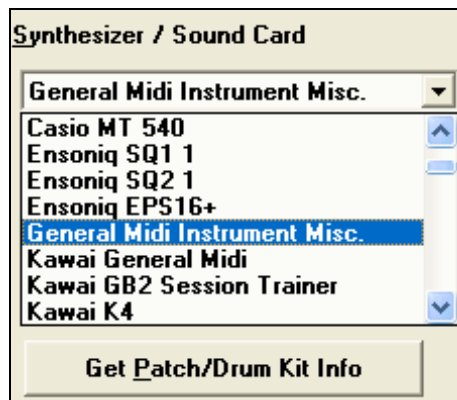 Synthesizer / Sound Card
General Midi Instrument Misc.
Casio MT 540
Ensoniq SQ1 1
Ensoniq SQ2 1
Ensoniq EPS16+
General Midi Instrument Misc.
Kawai General Midi
Kawai GB2 Session Trainer
Kawai K4
Get Patch/Drum Kit Info